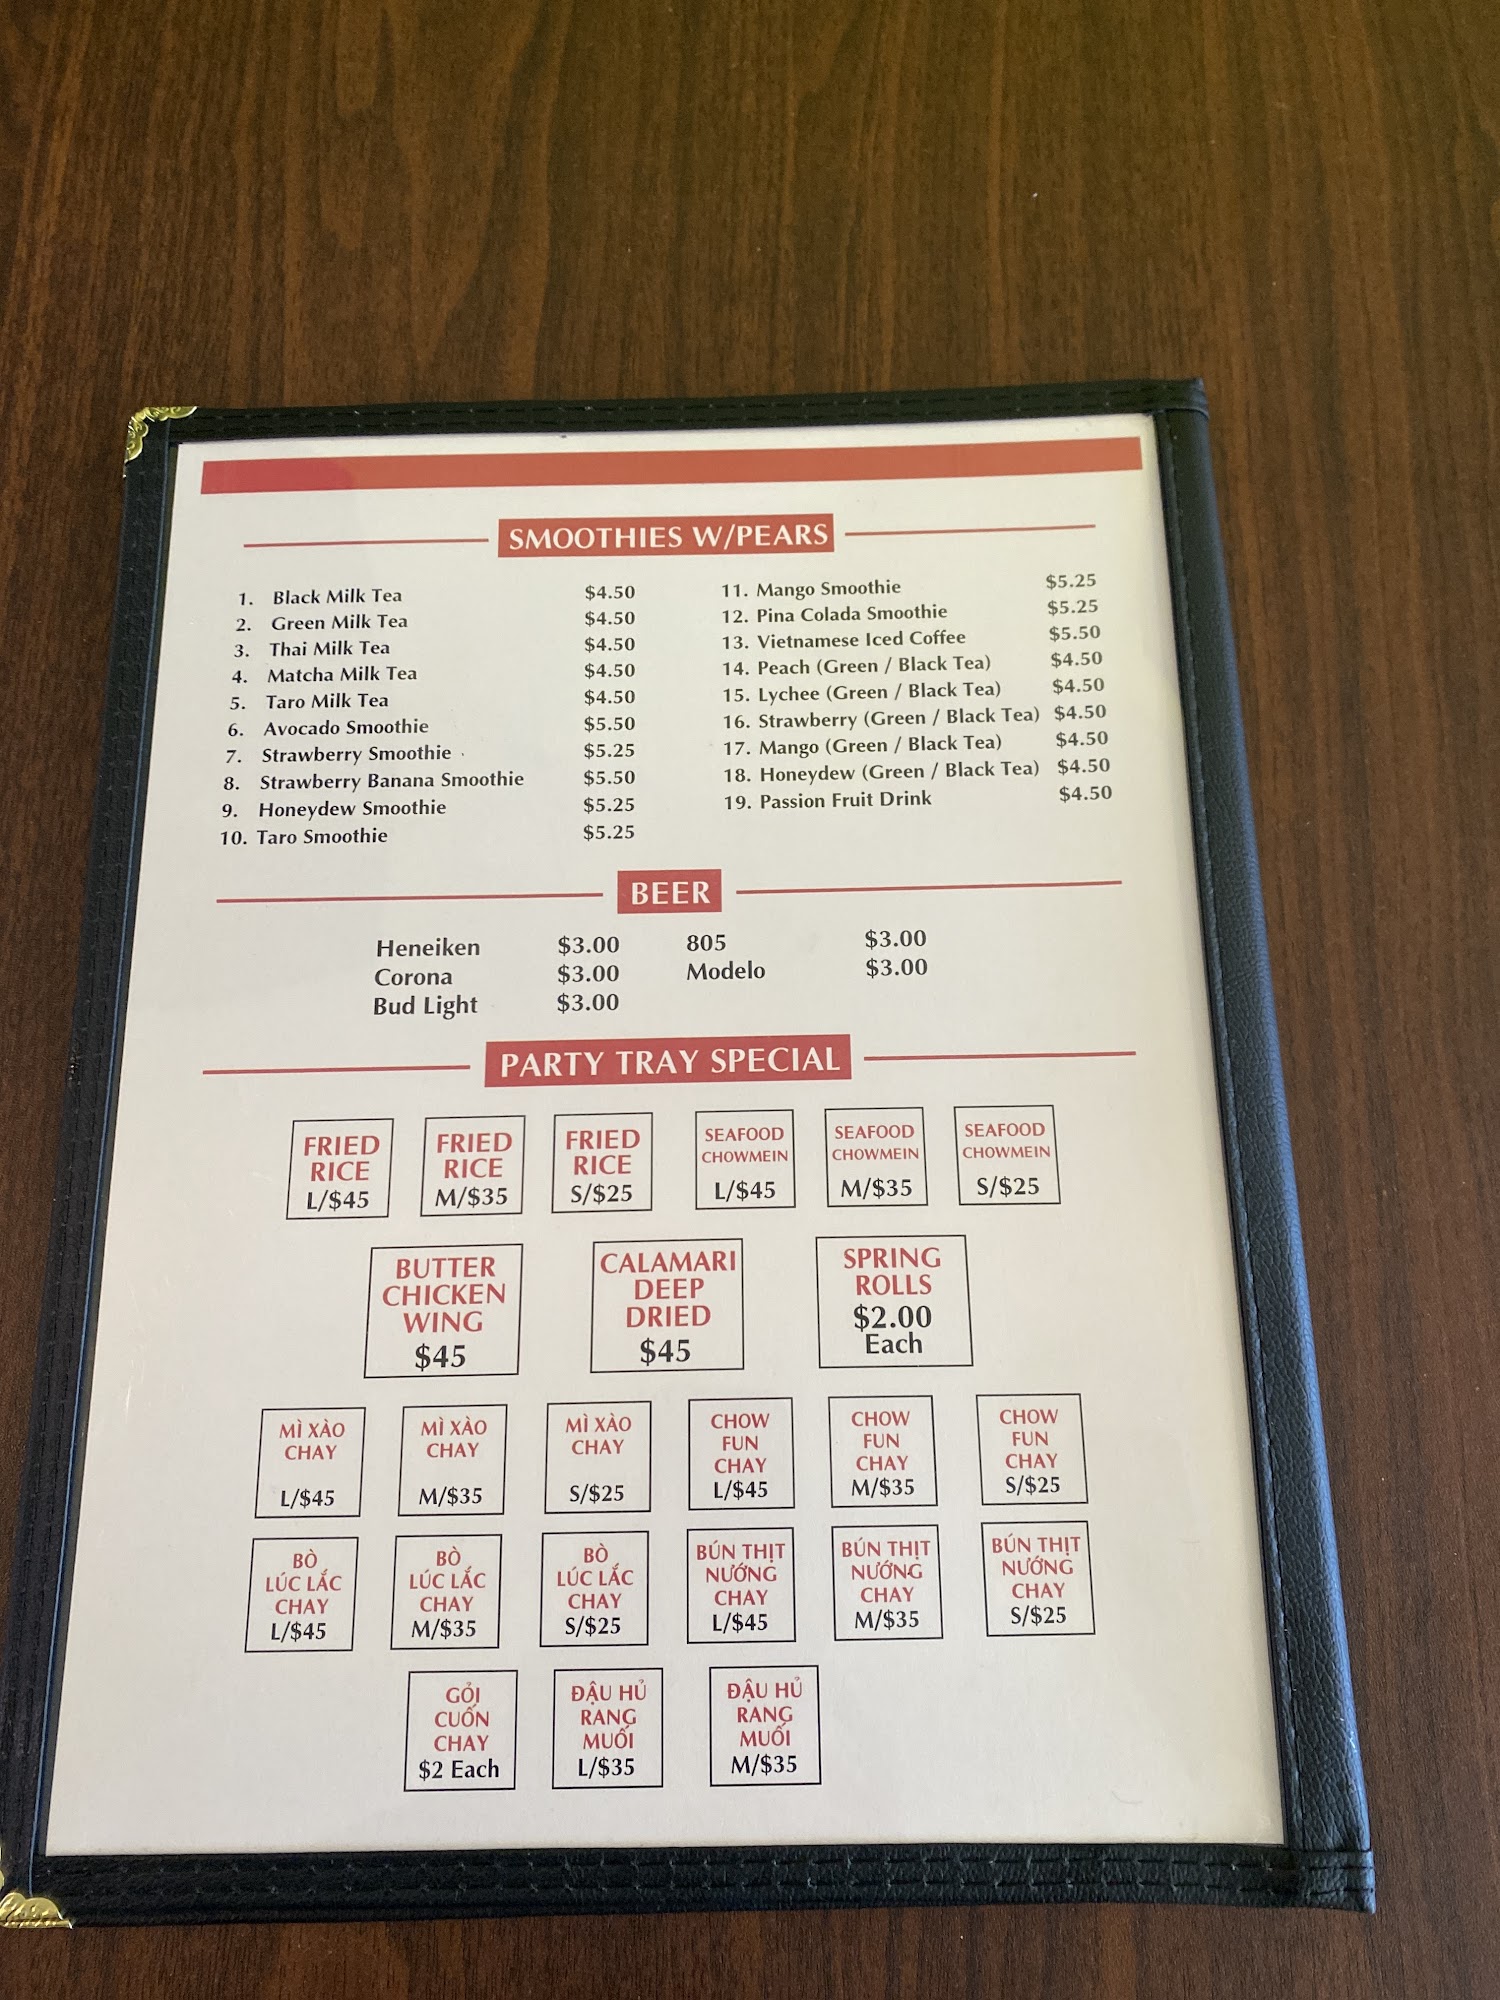 SMOOTHIES W/PEARS
1. Black Milk Tea $4.50
2. Green Milk Tea $4.50
3. Thai Milk Tea $4.50
4. Matcha Milk Tea $4.50
5. Taro Milk Tea $4.50
6. Avocado Smoothie $5.50
7. Strawberry Smoothie $5.25
8. Strawberry Banana Smoothie $5.50
9. Honeydew Smoothie $5.25
10. Taro Smoothie $5.25
11. Mango Smoothie $5.25
12. Pina Colada Smoothie $5.25
13. Vietnamese Iced Coffee $5.50
14. Peach (Green / Black Tea) $4.50
15. Lychee (Green / Black Tea) $4.50
16. Strawberry (Green / Black Tea) $4.50
17. Mango (Green / Black Tea) $4.50
18. Honeydew (Green / Black Tea) $4.50
19. Passion Fruit Drink $4.50
BEER
Heneiken $3.00
Corona $3.00
Bud Light $3.00
805 $3.00
Modelo $3.00
PARTY TRAY SPECIAL
FRIED
RICE
L/$45
FRIED
RICE
M/$35
FRIED
RICE
S/$25
SEAFOOD
CHOWMEIN
L/$45
SEAFOOD
CHOWMEIN
M/$35
SEAFOOD
CHOWMEIN
S/$25
BUTTER
CHICKEN
WING
$45
CALAMARI
DEEP
DRIED
$45
SPRING
ROLLS
$2.00
Each
MÌ XÀO
CHAY
L/$45
MÌ XÀO
CHAY
M/$35
MÌ XÀO
CHAY
S/$25
CHOW
FUN
CHAY
L/$45
CHOW
FUN
CHAY
M/$35
CHOW
FUN
CHAY
S/$25
BÒ
LÚC LẮC
CHAY
L/$45
BÒ
LÚC LẮC
CHAY
M/$35
BÒ
LÚC LẮC
CHAY
S/$25
BÚN THỊT
NƯỚNG
CHAY
L/$45
BÚN THỊT
NƯỚNG
CHAY
M/$35
BÚN THỊT
NƯỚNG
CHAY
S/$25
GỎI
CUỐN
CHAY
$2 Each
ĐẬU HỦ
RANG
MUỐI
L/$35
ĐẬU HỦ
RANG
MUỐI
M/$35